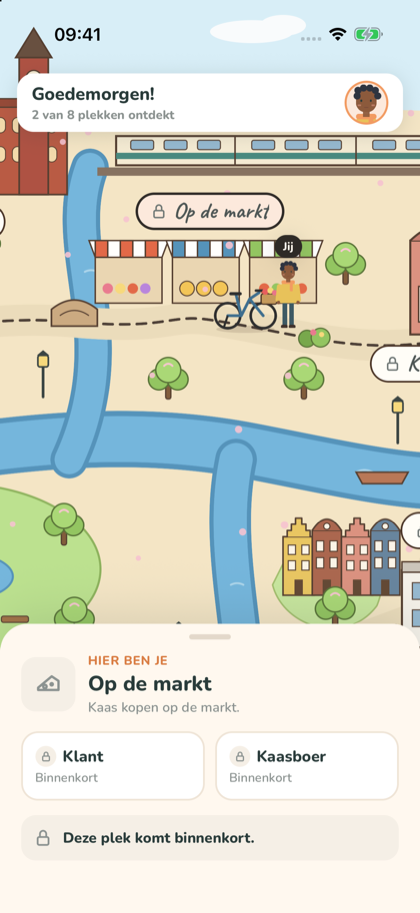 09:41
Goedemorgen!
2 van 8 plekken ontdekt
Op de markt
Jij
K
HIER BEN JE
Op de markt
Kaas kopen op de markt.
Klant
Binnenkort
Kaasboer
Binnenkort
Deze plek komt binnenkort.